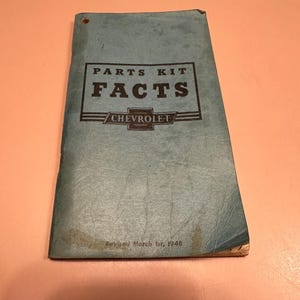 PARTS KIT
FACTS
CHEVROLET
Revised March 1st, 1948